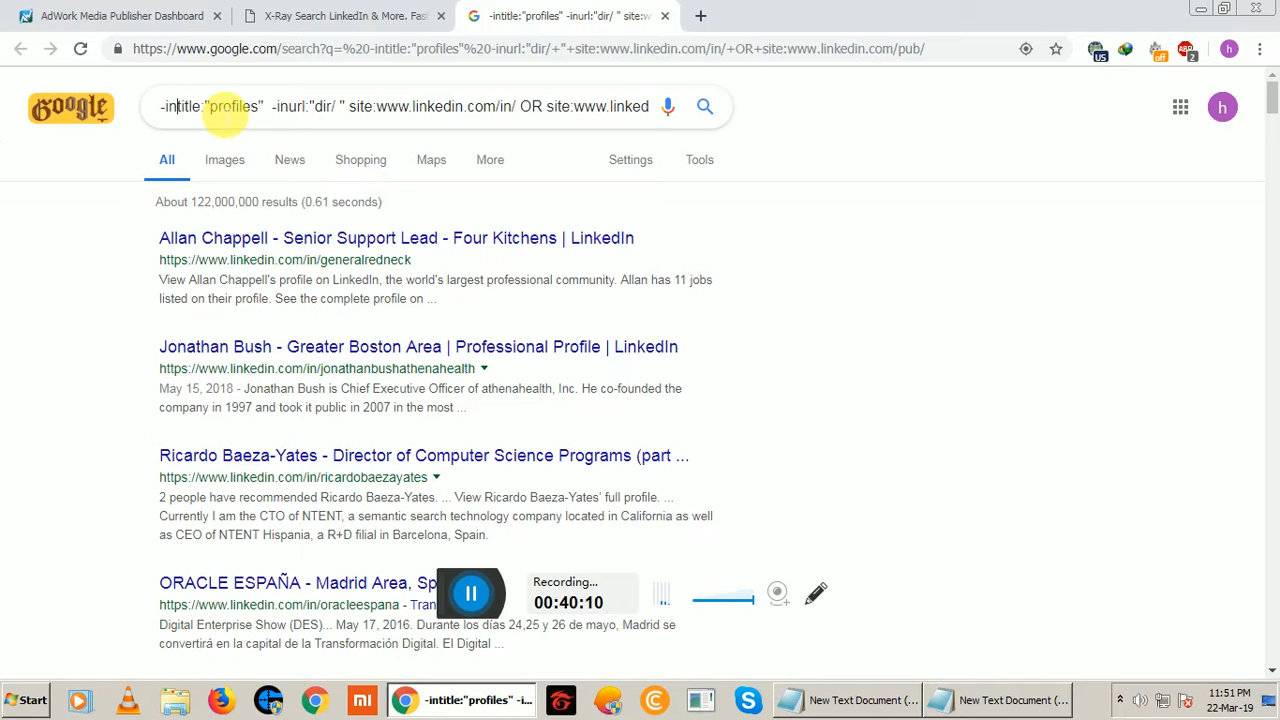 AdWork Media Publisher Dashboard
X-Ray Search LinkedIn & More. Fast
-intitle:"profiles" -inurl:"dir/ " site:w
https://www.google.com/search?q=%20-intitle:"profiles"%20-inurl:"dir/+"+site:www.linkedin.com/in/+OR+site:www.linkedin.com/pub/
US
off
ABP
2
h
Google
-intitle:"profiles" -inurl:"dir/ " site:www.linkedin.com/in/ OR site:www.linked
h
All Images News Shopping Maps More Settings Tools
About 122,000,000 results (0.61 seconds)
Allan Chappell - Senior Support Lead - Four Kitchens | LinkedIn
https://www.linkedin.com/in/generalredneck
View Allan Chappell's profile on LinkedIn, the world's largest professional community. Allan has 11 jobs
listed on their profile. See the complete profile on ...
Jonathan Bush - Greater Boston Area | Professional Profile | LinkedIn
https://www.linkedin.com/in/jonathanbushathenahealth
May 15, 2018 - Jonathan Bush is Chief Executive Officer of athenahealth, Inc. He co-founded the
company in 1997 and took it public in 2007 in the most ...
Ricardo Baeza-Yates - Director of Computer Science Programs (part ...
https://www.linkedin.com/in/ricardobaezayates
2 people have recommended Ricardo Baeza-Yates. ... View Ricardo Baeza-Yates' full profile. ...
Currently I am the CTO of NTENT, a semantic search technology company located in California as well
as CEO of NTENT Hispania, a R+D filial in Barcelona, Spain.
ORACLE ESPAÑA - Madrid Area, Sp
https://www.linkedin.com/in/oracleespana - Tran
Digital Enterprise Show (DES)... May 17, 2016. Durante los días 24,25 y 26 de mayo, Madrid se
convertirá en la capital de la Transformación Digital. El Digital ...
Recording...
00:40:10
Start
MI
-intitle:"profiles" -i...
New Text Document (...
New Text Document (...
11:51 PM
22-Mar-19